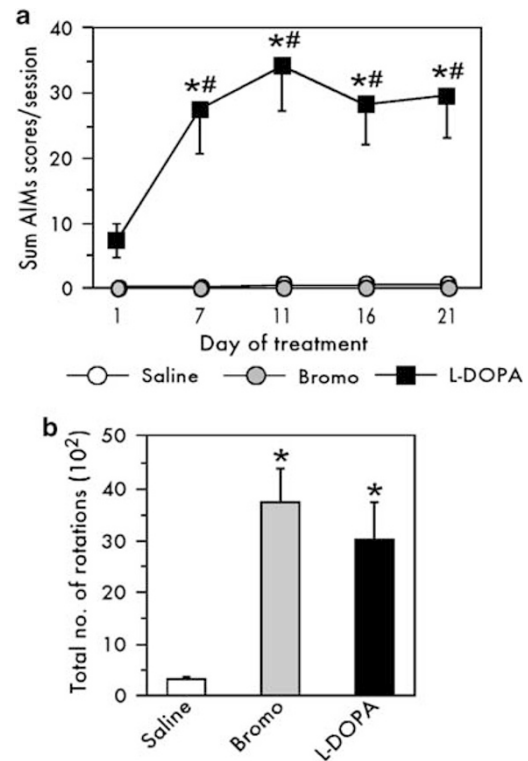 a
Sum AIMs scores/session
40
30
20
10
0
*# *# *# *#
1 7 11 16 21
Day of treatment
Saline Bromo L-DOPA
b
Total no. of rotations (10²)
50
40
30
20
10
0
* *
Saline Bromo L-DOPA